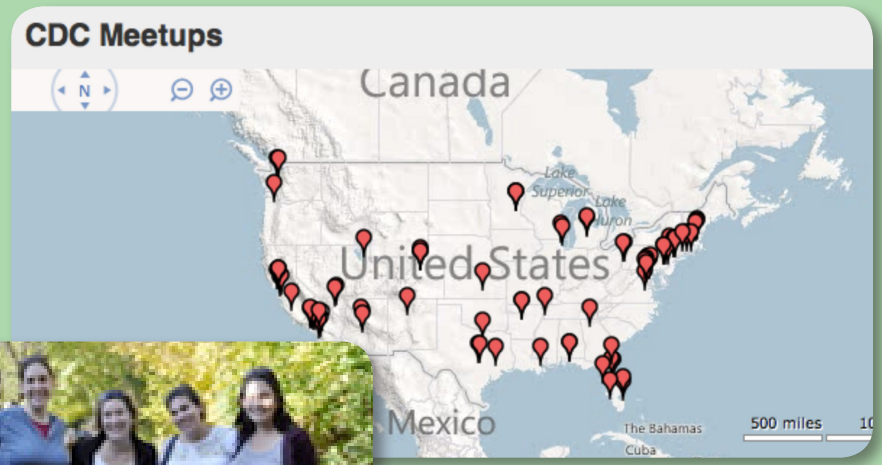 CDC Meetups
N
Canada
Lake
Superior
Lake
Huron
United States
Mexico
The Bahamas
Cuba
500 miles